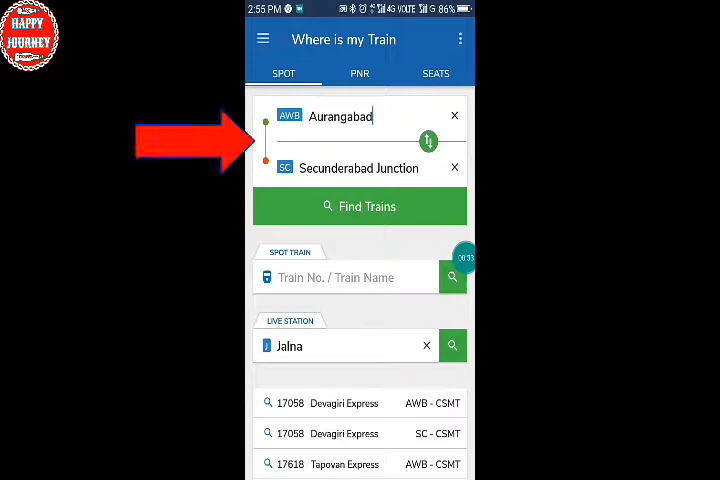 HAPPY
JOURNEY
2:55 PM
4G VOLTE G 86%
Where is my Train
SPOT PNR SEATS
AWB Aurangabad X
SC Secunderabad Junction X
Find Trains
SPOT TRAIN
00:33
Train No. / Train Name
LIVE STATION
J Jalna X
17058 Devagiri Express AWB - CSMT
17058 Devagiri Express SC - CSMT
17618 Tapovan Express AWB - CSMT